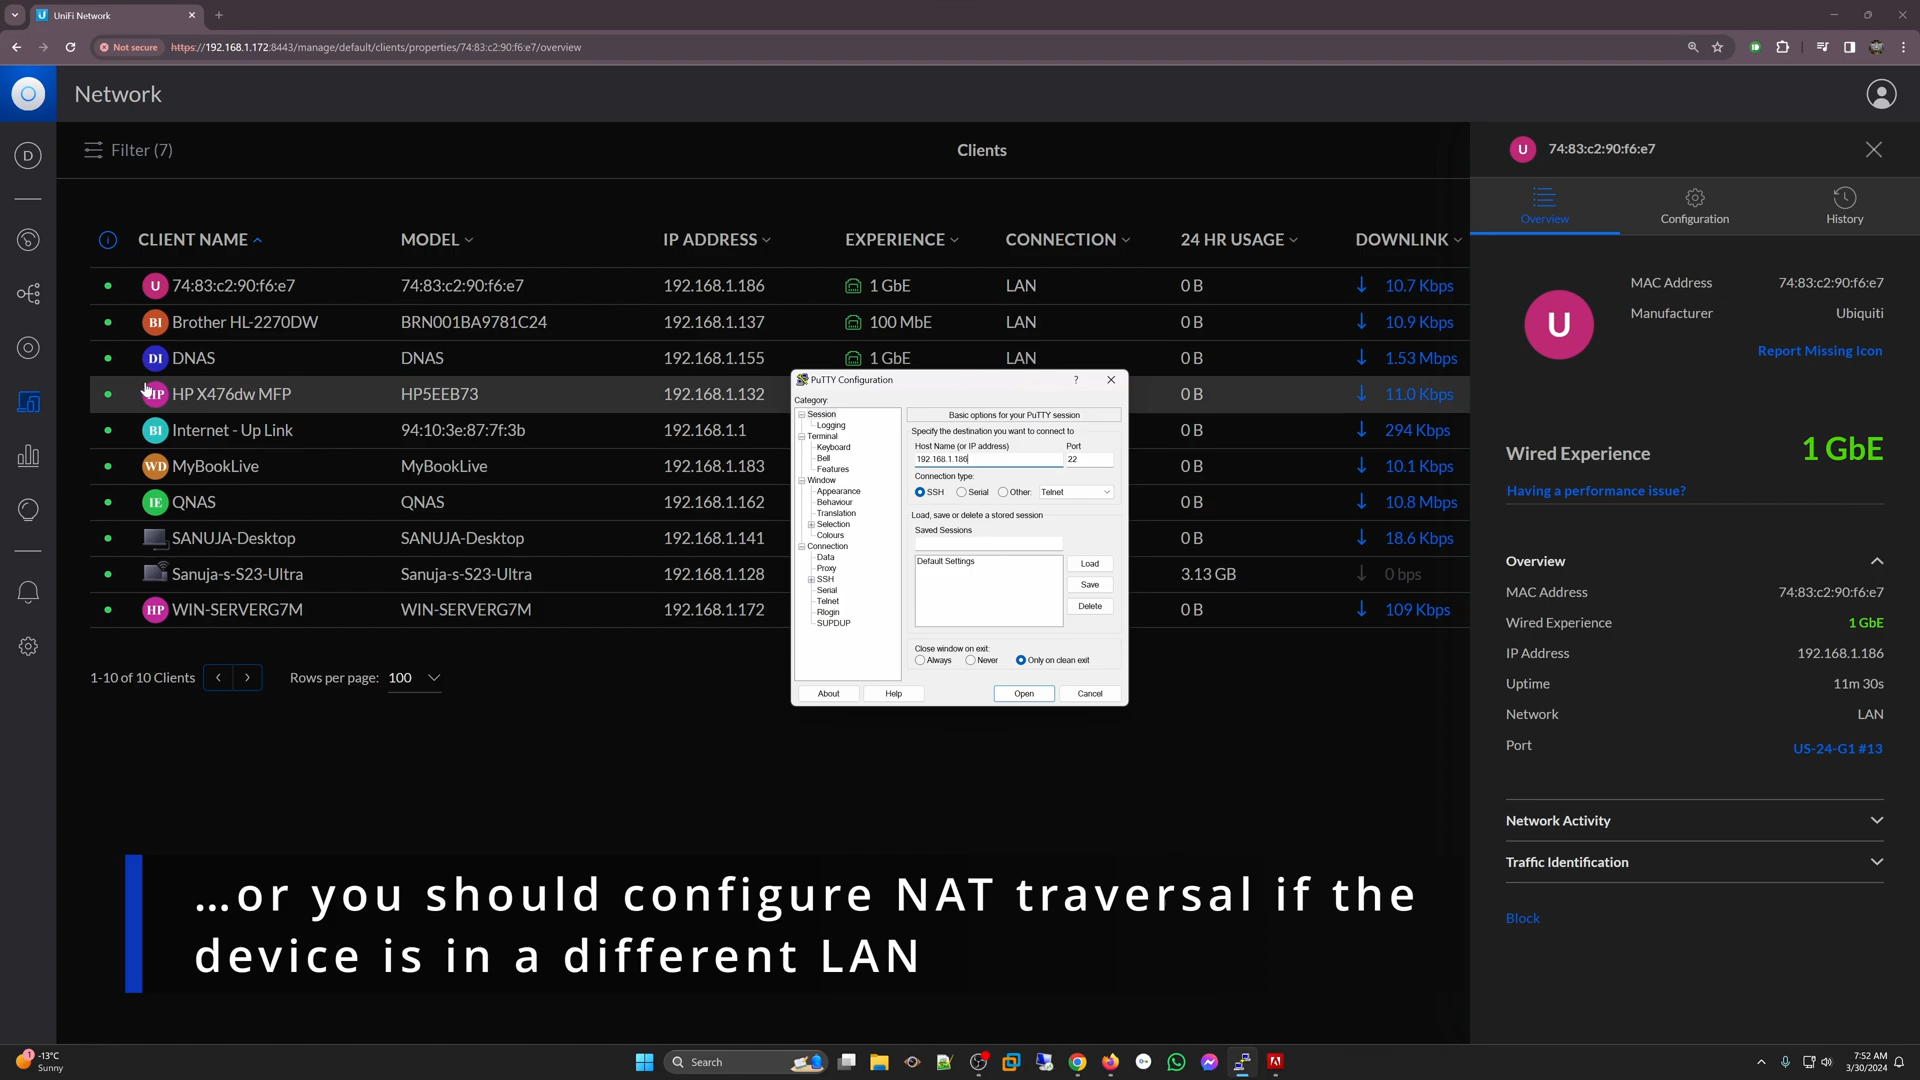 UniFi Network
Not secure
https://192.168.1.172:8443/manage/default/clients/properties/74:83:c2:90:f6:e7/overview
Network
D
Filter (7)
Clients
CLIENT NAME MODEL IP ADDRESS EXPERIENCE CONNECTION 24 HR USAGE DOWNLINK
U 74:83:c2:90:f6:e7 74:83:c2:90:f6:e7 192.168.1.186 1 GbE LAN 0 B 10.7 Kbps
BI Brother HL-2270DW BRN001BA9781C24 192.168.1.137 100 MbE LAN 0 B 10.9 Kbps
DI DNAS DNAS 192.168.1.155 1 GbE LAN 0 B 1.53 Mbps
HP HP X476dw MFP HP5EEB73 192.168.1.132 0 B 11.0 Kbps
BI Internet - Up Link 94:10:3e:87:7f:3b 192.168.1.1 0 B 294 Kbps
WD MyBookLive MyBookLive 192.168.1.183 0 B 10.1 Kbps
IE QNAS QNAS 192.168.1.162 0 B 10.8 Mbps
SANUJA-Desktop SANUJA-Desktop 192.168.1.141 0 B 18.6 Kbps
Sanuja-s-S23-Ultra Sanuja-s-S23-Ultra 192.168.1.128 3.13 GB 0 bps
HP WIN-SERVERG7M WIN-SERVERG7M 192.168.1.172 0 B 109 Kbps
1-10 of 10 Clients
Rows per page: 100
PuTTY Configuration
?
Category:
Session
Logging
Terminal
Keyboard
Bell
Features
Window
Appearance
Behaviour
Translation
Selection
Colours
Connection
Data
Proxy
SSH
Serial
Telnet
Rlogin
SUPDUP
Basic options for your PuTTY session
Specify the destination you want to connect to
Host Name (or IP address) Port
192.168.1.186 22
Connection type:
SSH Serial Other: Telnet
Load, save or delete a stored session
Saved Sessions
Default Settings
Load
Save
Delete
Close window on exit:
Always Never Only on clean exit
About Help Open Cancel
U 74:83:c2:90:f6:e7
Overview Configuration History
U
MAC Address 74:83:c2:90:f6:e7
Manufacturer Ubiquiti
Report Missing Icon
Wired Experience 1 GbE
Having a performance issue?
Overview
MAC Address 74:83:c2:90:f6:e7
Wired Experience 1 GbE
IP Address 192.168.1.186
Uptime 11m 30s
Network LAN
Port US-24-G1 #13
Network Activity
Traffic Identification
Block
...or you should configure NAT traversal if the
device is in a different LAN
1
-13°C
Sunny
Search
7:52 AM
3/30/2024